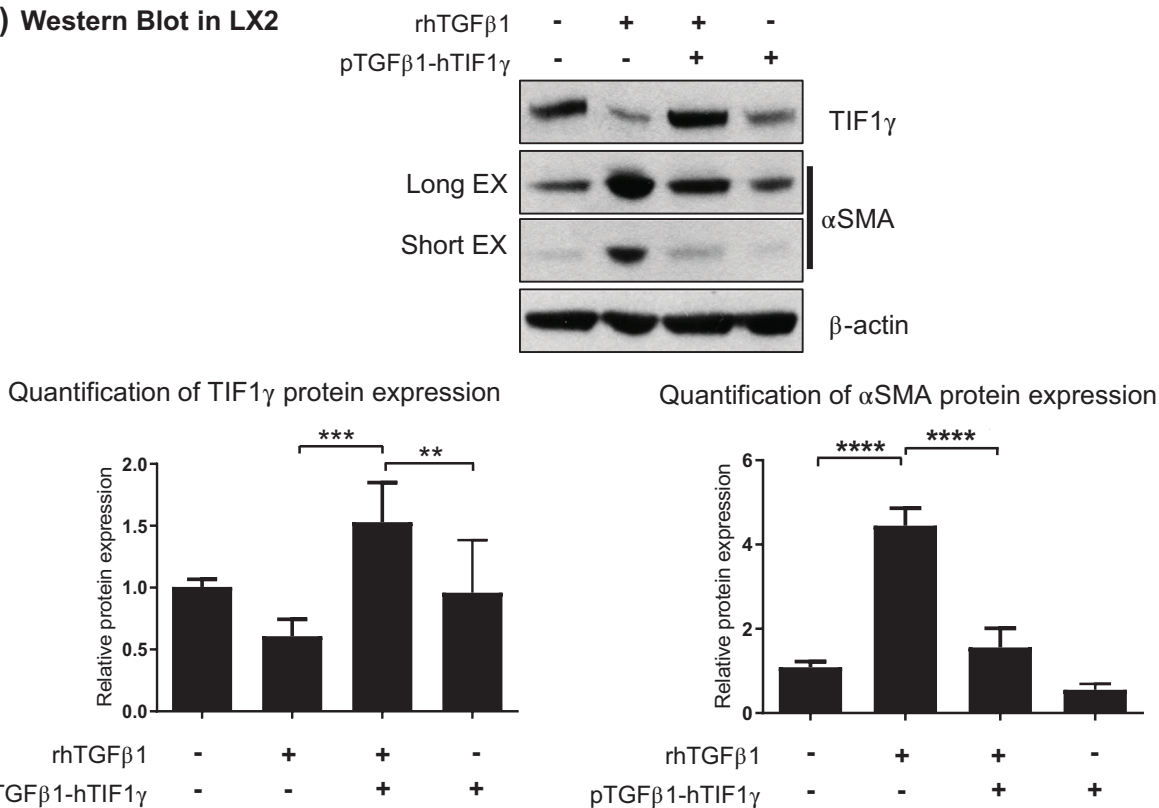 ) Western Blot in LX2
rhTGFβ1 - + + -
pTGFβ1-hTIF1γ - - + +
TIF1γ
Long EX
αSMA
Short EX
β-actin
Quantification of TIF1γ protein expression
*** **
Relative protein expression
2.0
1.5
1.0
0.5
0.0
rhTGFβ1 - + + -
TGFβ1-hTIF1γ - - + +
Quantification of αSMA protein expression
**** ****
Relative protein expression
6
4
2
0
rhTGFβ1 - + + -
pTGFβ1-hTIF1γ - - + +